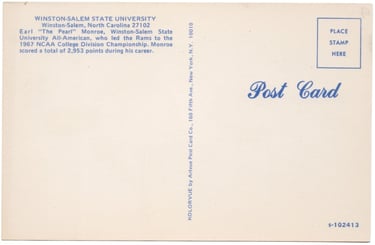 WINSTON-SALEM STATE UNIVERSITY
Winston-Salem, North Carolina 27102
Earl "The Pearl" Monroe, Winston-Salem State
University All-American, who led the Rams to the
1967 NCAA College Division Championship. Monroe
scored a total of 2,953 points during his career.
KOLORVUE by Artvue Post Card Co., 160 Fifth Ave., New York, N.Y. 10010
PLACE
STAMP
HERE
Post Card
s-102413